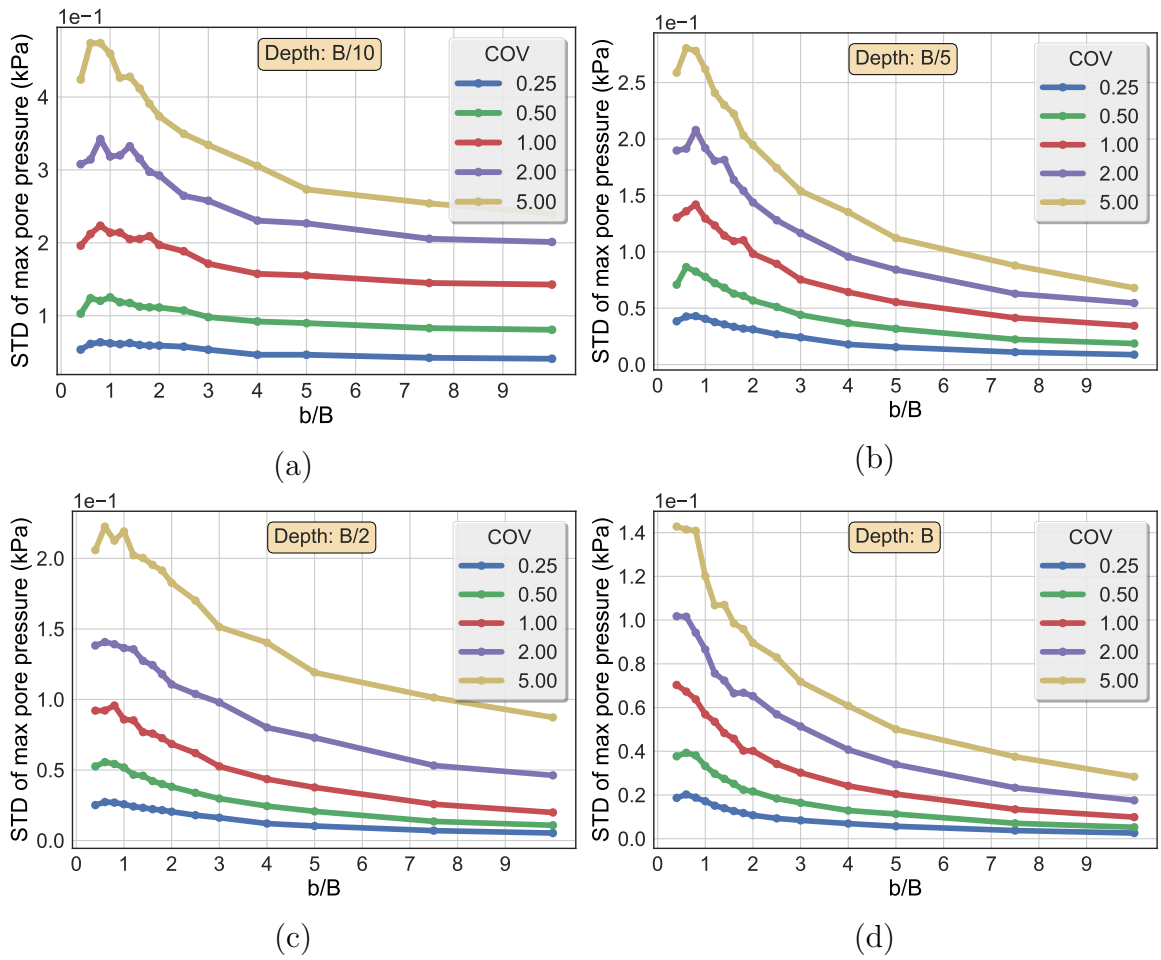 1e−1
STD of max pore pressure (kPa)
Depth: B/10
COV
0.25
0.50
1.00
2.00
5.00
4
3
2
1
0 1 2 3 4 5 6 7 8 9
b/B
(a)
1e−1
STD of max pore pressure (kPa)
Depth: B/5
COV
0.25
0.50
1.00
2.00
5.00
2.5
2.0
1.5
1.0
0.5
0.0
0 1 2 3 4 5 6 7 8 9
b/B
(b)
1e−1
STD of max pore pressure (kPa)
Depth: B/2
COV
0.25
0.50
1.00
2.00
5.00
2.0
1.5
1.0
0.5
0.0
0 1 2 3 4 5 6 7 8 9
b/B
(c)
1e−1
STD of max pore pressure (kPa)
Depth: B
COV
0.25
0.50
1.00
2.00
5.00
1.4
1.2
1.0
0.8
0.6
0.4
0.2
0.0
0 1 2 3 4 5 6 7 8 9
b/B
(d)